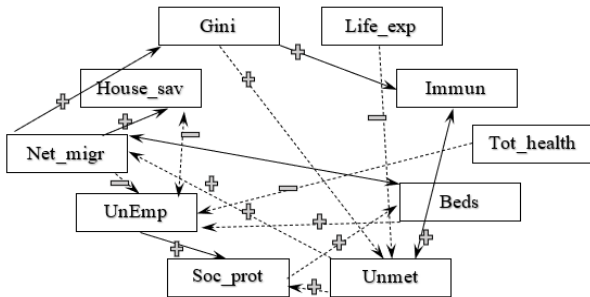 Gini
Life_exp
House_sav
Immun
Net_migr
Tot_health
UnEmp
Beds
Soc_prot
Unmet